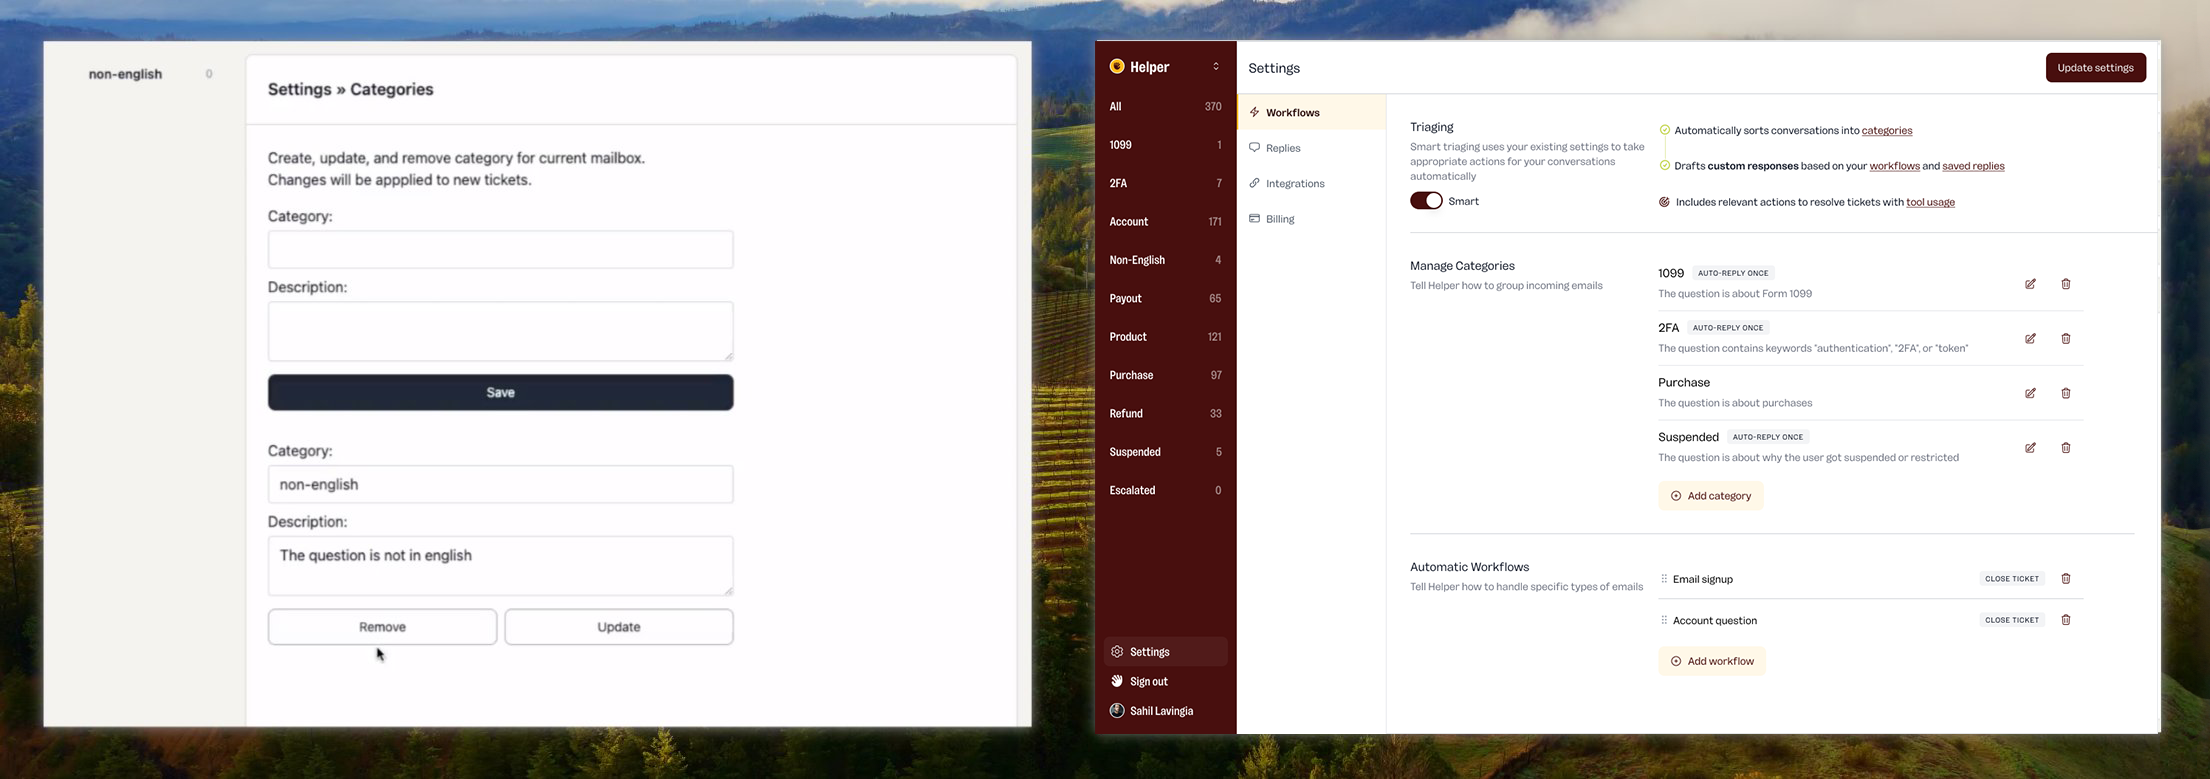 non-english 0
Settings » Categories
Create, update, and remove category for current mailbox.
Changes will be appplied to new tickets.
Category:
Description:
Save
Category:
non-english
Description:
The question is not in english
Remove Update
Helper
All 370
1099 1
2FA 7
Account 171
Non-English 4
Payout 65
Product 121
Purchase 97
Refund 33
Suspended 5
Escalated 0
Settings
Sign out
Sahil Lavingia
Settings
Update settings
Workflows
Replies
Integrations
Billing
Triaging
Smart triaging uses your existing settings to take
appropriate actions for your conversations
automatically
Smart
Automatically sorts conversations into categories
Drafts custom responses based on your workflows and saved replies
Includes relevant actions to resolve tickets with tool usage
Manage Categories
Tell Helper how to group incoming emails
1099 AUTO-REPLY ONCE
The question is about Form 1099
2FA AUTO-REPLY ONCE
The question contains keywords "authentication", "2FA", or "token"
Purchase
The question is about purchases
Suspended AUTO-REPLY ONCE
The question is about why the user got suspended or restricted
Add category
Automatic Workflows
Tell Helper how to handle specific types of emails
Email signup CLOSE TICKET
Account question CLOSE TICKET
Add workflow